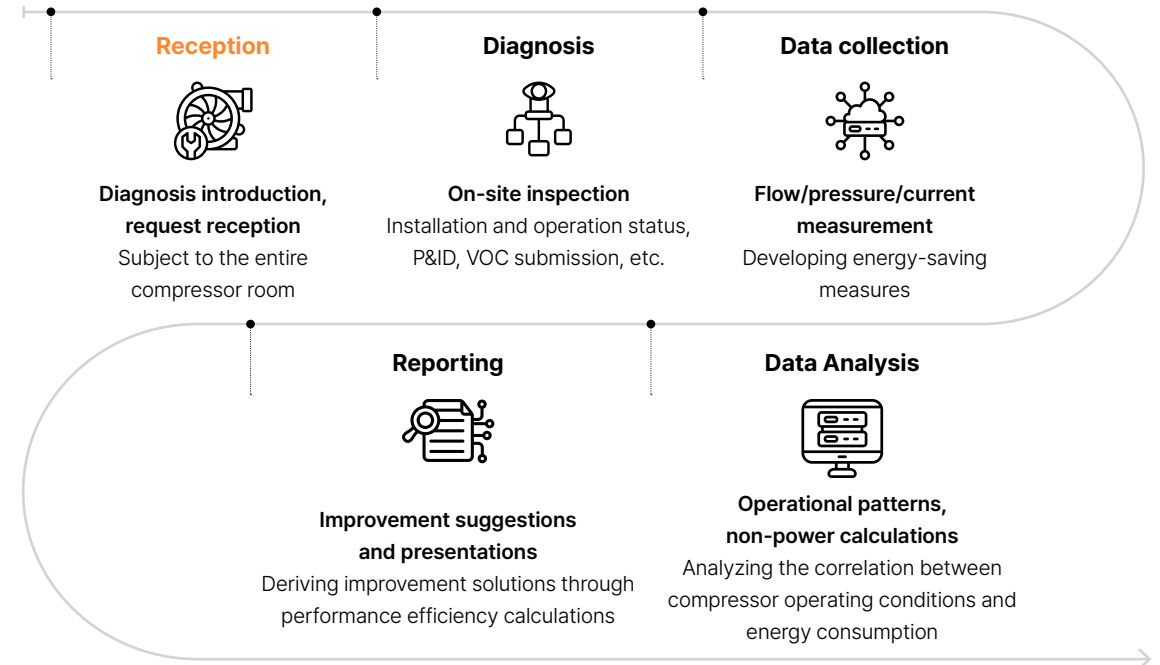 Reception
Diagnosis introduction,
request reception
Subject to the entire
compressor room
Diagnosis
On-site inspection
Installation and operation status,
P&ID, VOC submission, etc.
Data collection
Flow/pressure/current
measurement
Developing energy-saving
measures
Data Analysis
Operational patterns,
non-power calculations
Analyzing the correlation between
compressor operating conditions and
energy consumption
Reporting
Improvement suggestions
and presentations
Deriving improvement solutions through
performance efficiency calculations